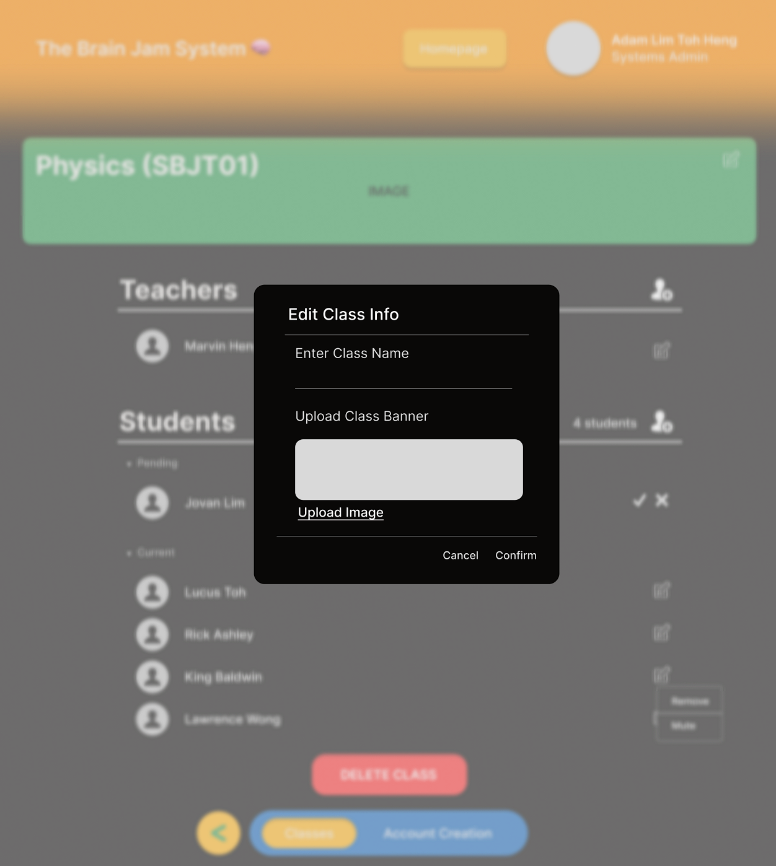 The Brain Jam System
Homepage
Adam Lim Toh Heng
Systems Admin
Physics (SBJT01)
IMAGE
Teachers
Marvin Hen
Students
4 students
Pending
Jovan Lim
Current
Lucus Toh
Rick Ashley
King Baldwin
Lawrence Wong
Remove
Mute
Edit Class Info
Enter Class Name
Upload Class Banner
Upload Image
Cancel Confirm
DELETE CLASS
<
Classes
Account Creation